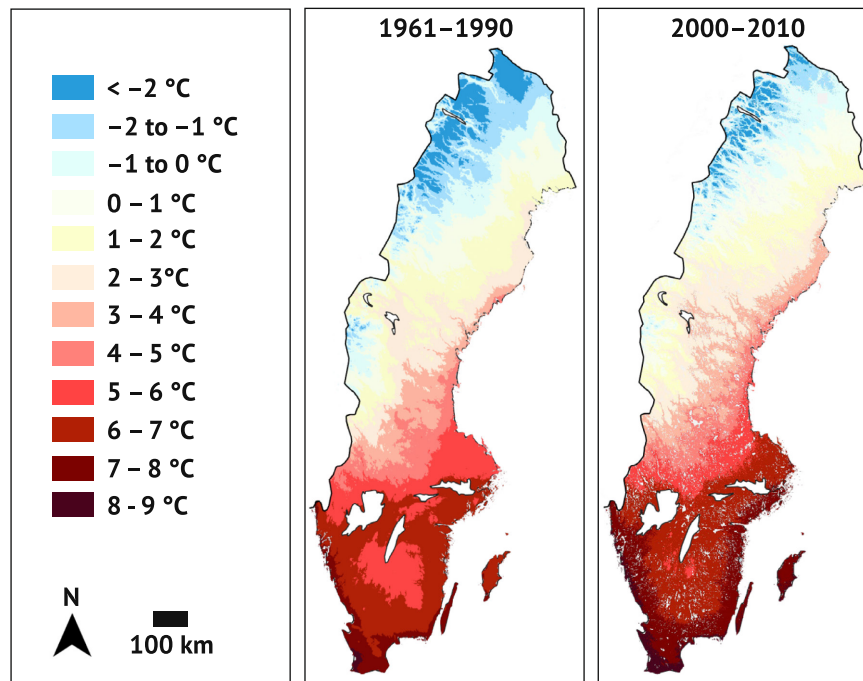 < −2 °C
−2 to −1 °C
−1 to 0 °C
0 – 1 °C
1 – 2 °C
2 – 3°C
3 – 4 °C
4 – 5 °C
5 – 6 °C
6 – 7 °C
7 – 8 °C
8 - 9 °C
N
100 km
1961–1990
2000–2010